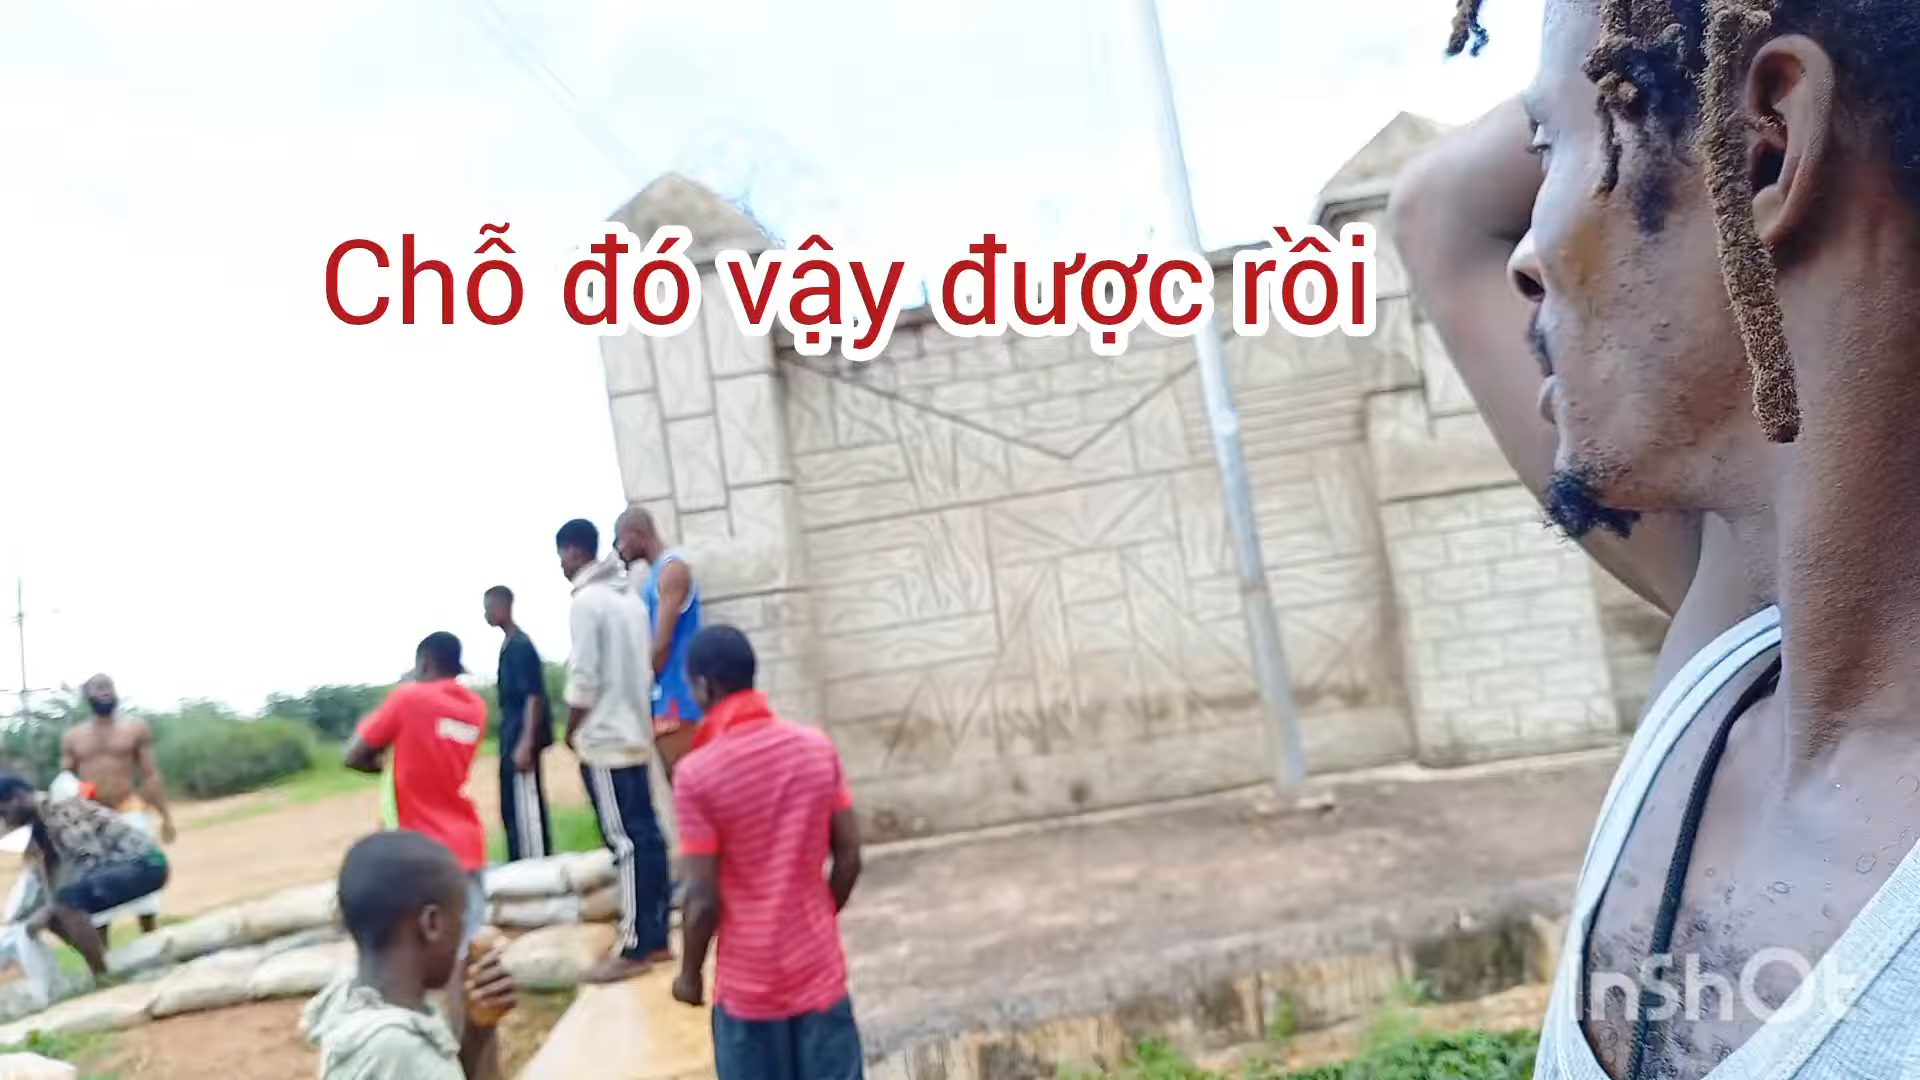 Chỗ đó vậy được rồi
InShOt